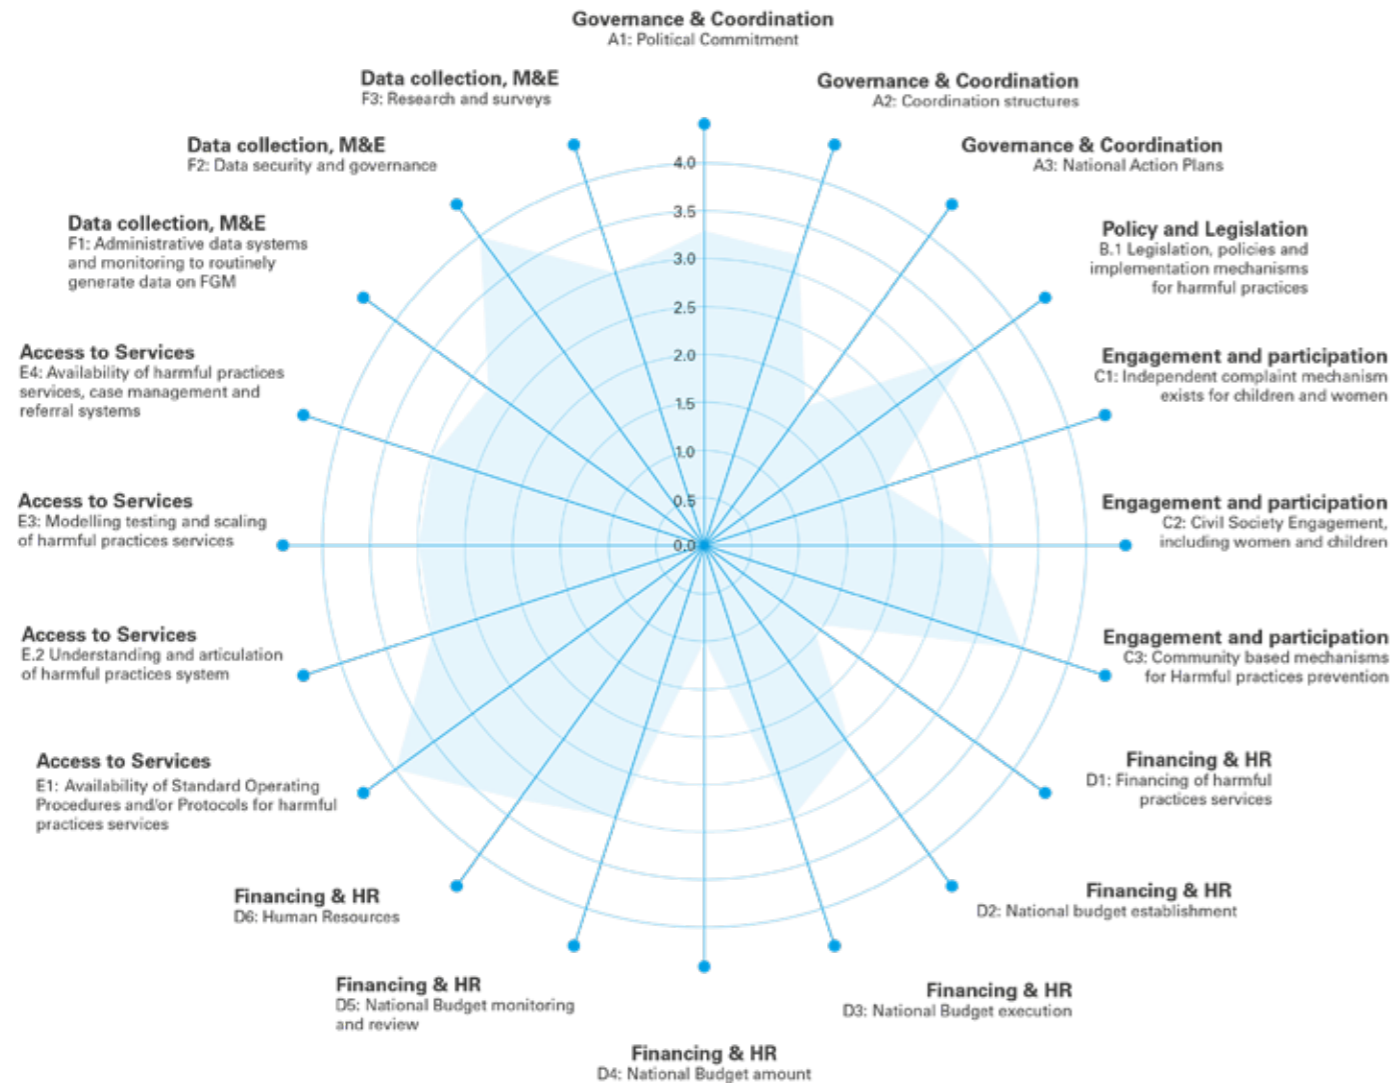 Governance & Coordination
A1: Political Commitment
Governance & Coordination
A2: Coordination structures
Governance & Coordination
A3: National Action Plans
Policy and Legislation
B.1 Legislation, policies and
implementation mechanisms
for harmful practices
Engagement and participation
C1: Independent complaint mechanism
exists for children and women
Engagement and participation
C2: Civil Society Engagement,
including women and children
Engagement and participation
C3: Community based mechanisms
for Harmful practices prevention
Financing & HR
D1: Financing of harmful
practices services
Financing & HR
D2: National budget establishment
Financing & HR
D3: National Budget execution
Financing & HR
D4: National Budget amount
Financing & HR
D5: National Budget monitoring
and review
Financing & HR
D6: Human Resources
Access to Services
E1: Availability of Standard Operating
Procedures and/or Protocols for harmful
practices services
Access to Services
E.2 Understanding and articulation
of harmful practices system
Access to Services
E3: Modelling testing and scaling
of harmful practices services
Access to Services
E4: Availability of harmful practices
services, case management and
referral systems
Data collection, M&E
F1: Administrative data systems
and monitoring to routinely
generate data on FGM
Data collection, M&E
F2: Data security and governance
Data collection, M&E
F3: Research and surveys
4.0
3.5
3.0
2.5
2.0
1.5
1.0
0.5
0.0